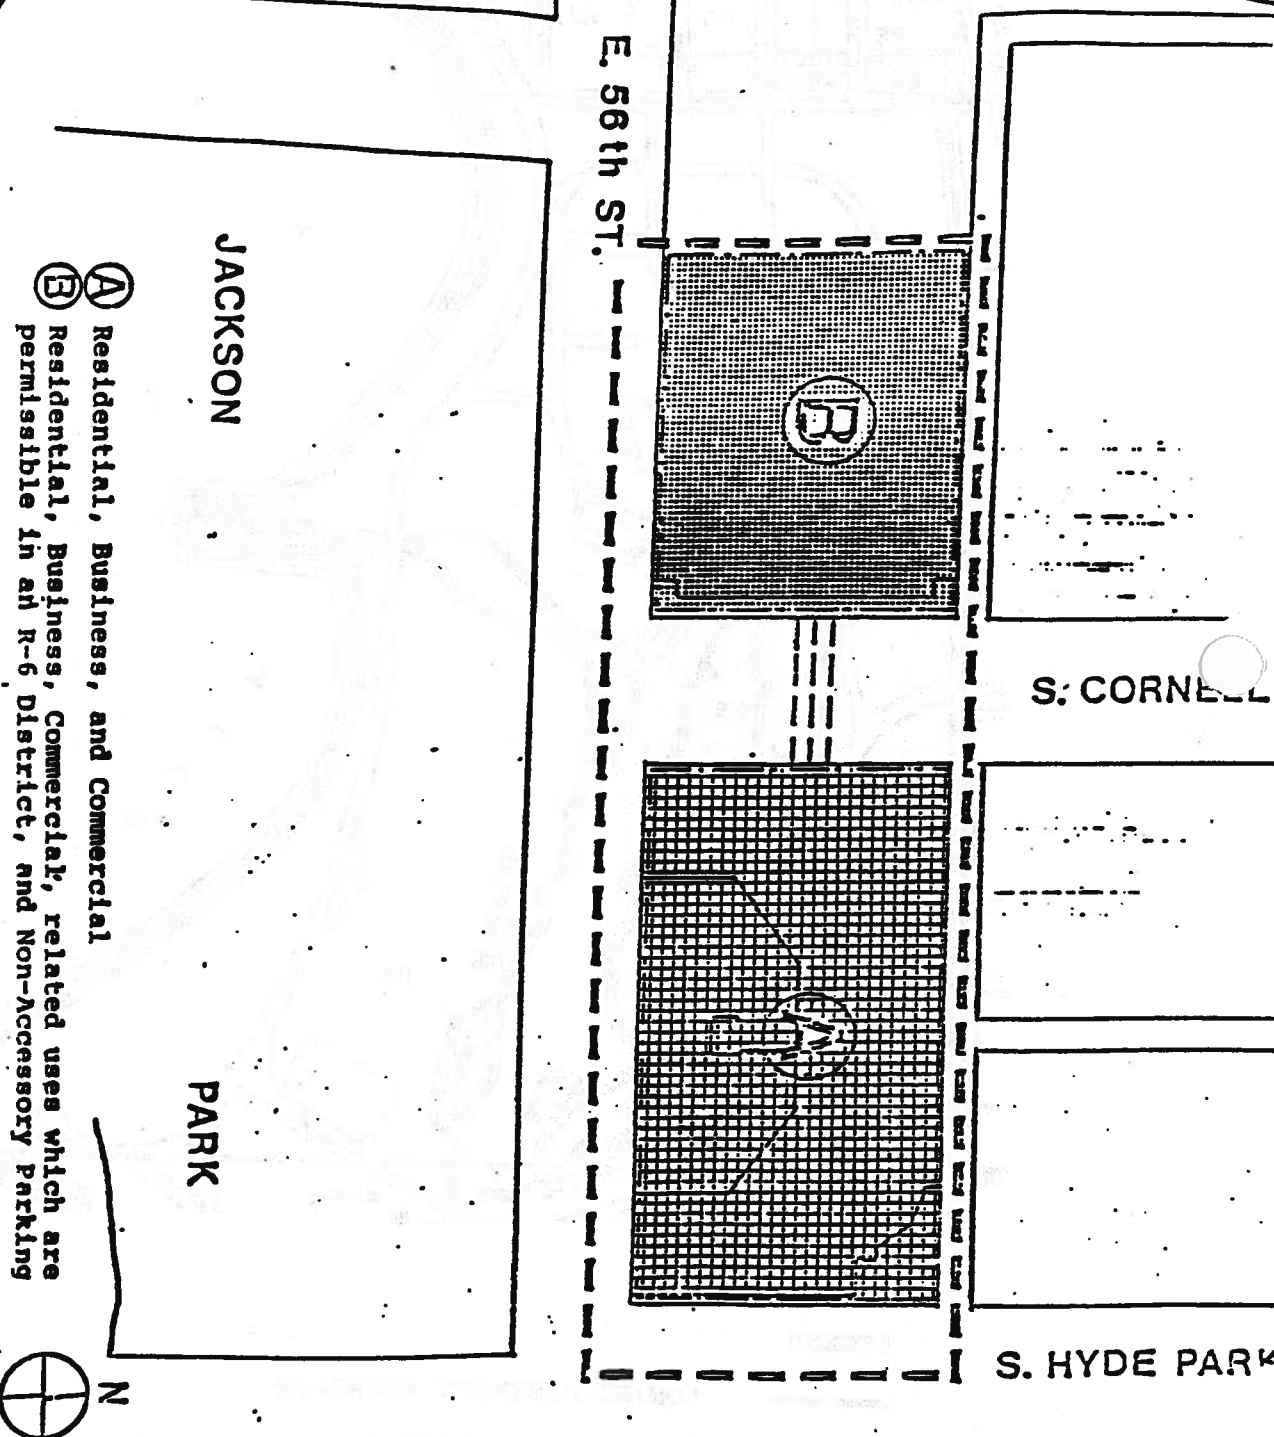 E. 56th ST.
B
S. CORNELL
A
S. HYDE PARK
JACKSON
PARK
A Residential, Business, and Commercial
B Residential, Business, Commercial, related uses which are
permissible in an R-6 District, and Non-Accessory Parking
N